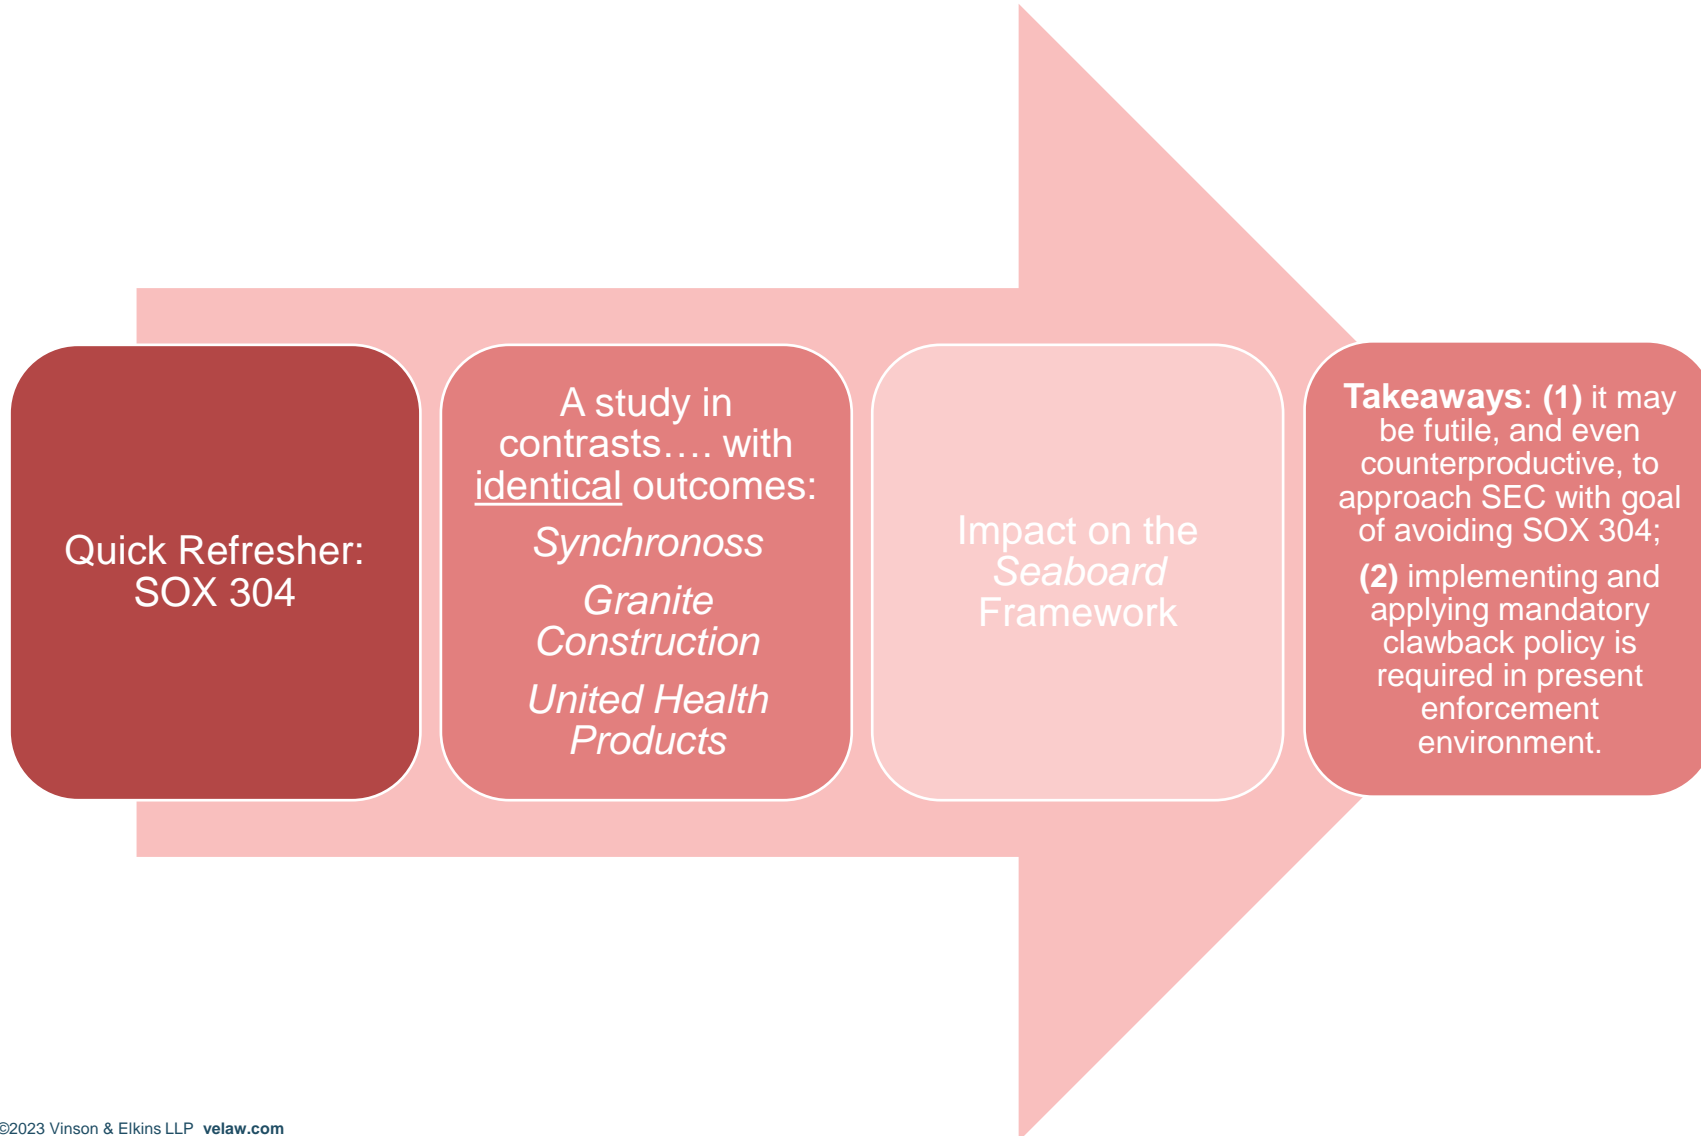 Quick Refresher:
SOX 304
A study in
contrasts…. with
identical outcomes:
Synchronoss
Granite
Construction
United Health
Products
Impact on the
Seaboard
Framework
Takeaways: (1) it may
be futile, and even
counterproductive, to
approach SEC with goal
of avoiding SOX 304;
(2) implementing and
applying mandatory
clawback policy is
required in present
enforcement
environment.
©2023 Vinson & Elkins LLP velaw.com